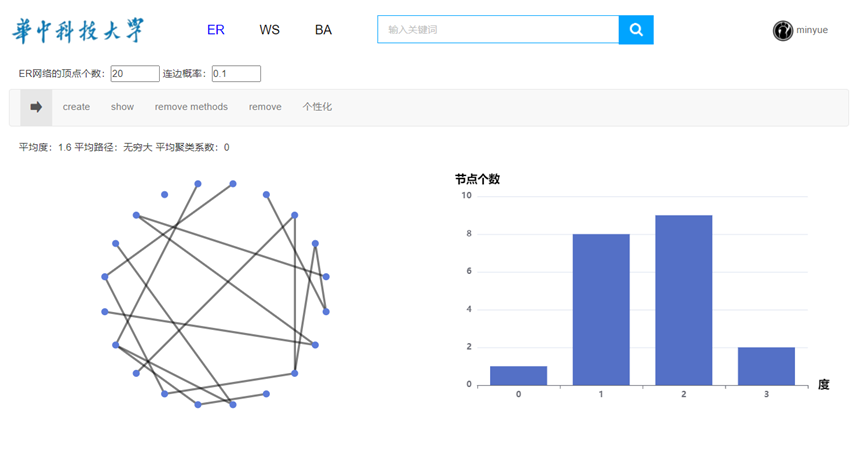 華中科技大学 ER WS BA 输入关键词 minyue
ER网络的顶点个数：20 连边概率：0.1
create show remove methods remove 个性化
平均度：1.6 平均路径：无穷大 平均聚类系数：0
节点个数
10
8
6
4
2
0
0 1 2 3 度